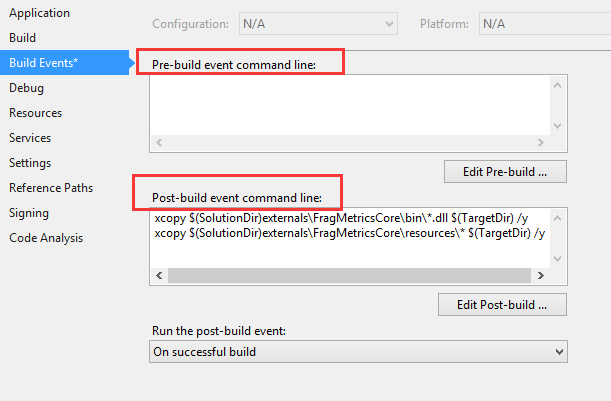 Application
Build
Build Events*
Debug
Resources
Services
Settings
Reference Paths
Signing
Code Analysis
Configuration: N/A Platform: N/A
Pre-build event command line:
Edit Pre-build ...
Post-build event command line:
xcopy $(SolutionDir)externals\FragMetricsCore\bin\*.dll $(TargetDir) /y
xcopy $(SolutionDir)externals\FragMetricsCore\resources\* $(TargetDir) /y
Edit Post-build ...
Run the post-build event:
On successful build